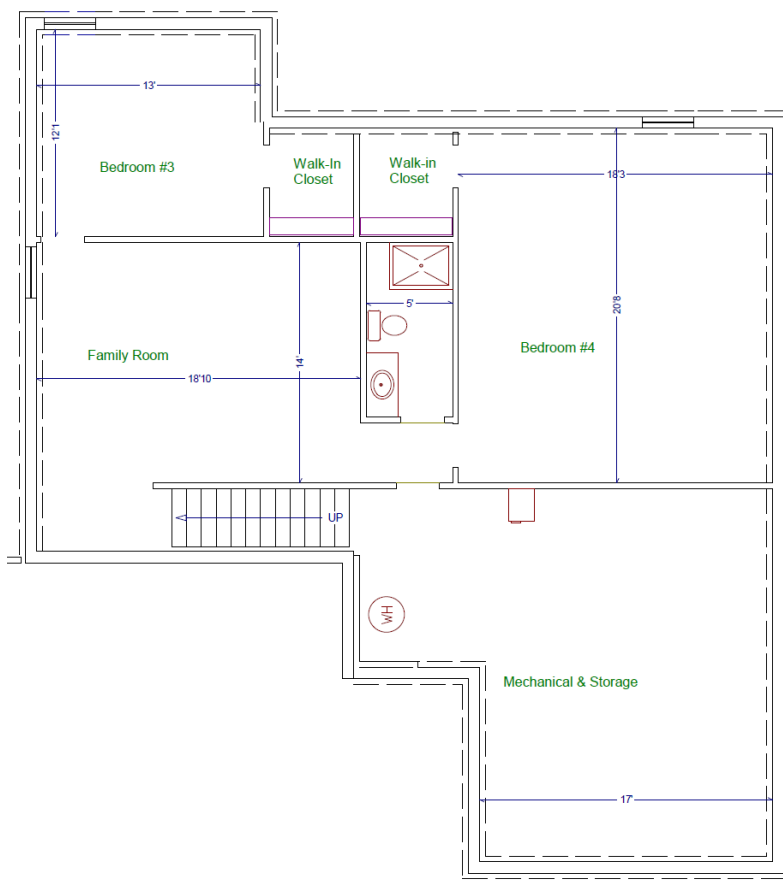 13'
12'1
Bedroom #3
Walk-In
Closet
Walk-in
Closet
18'3
5'
20'8
Family Room
14'
Bedroom #4
18'10
UP
WH
Mechanical & Storage
17'